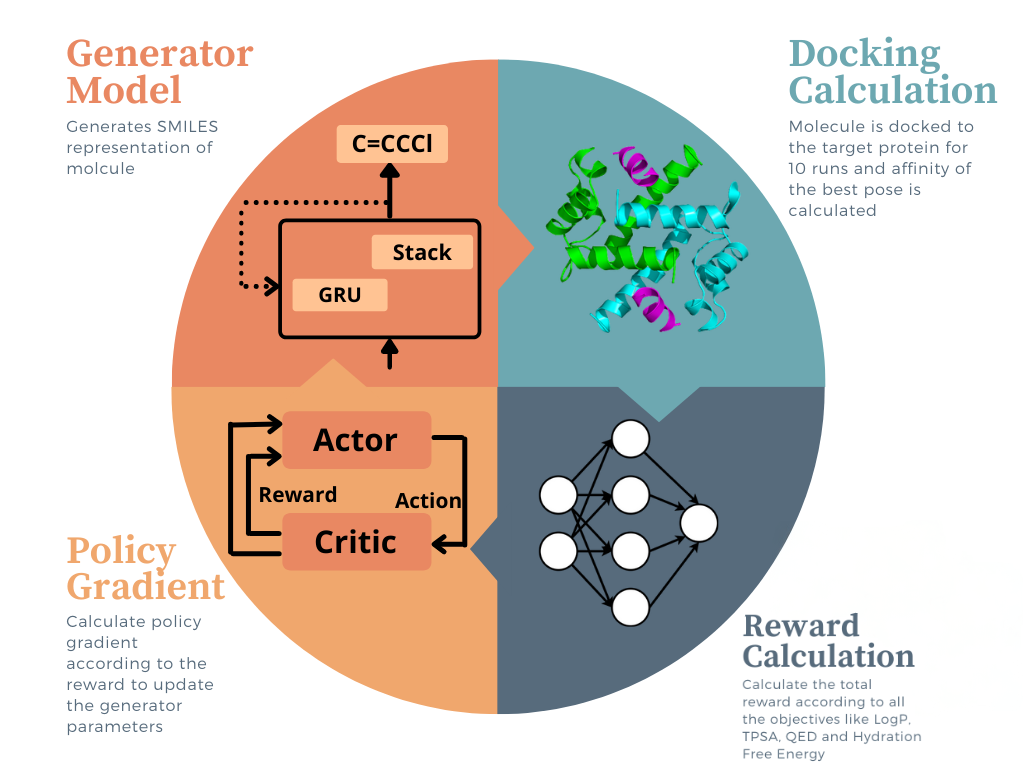 Generator
Model
Generates SMILES
representation of
molcule
C=CCCl
Stack
GRU
Docking
Calculation
Molecule is docked to
the target protein for
10 runs and affinity of
the best pose is
calculated
Actor
Reward
Action
Critic
Policy
Gradient
Calculate policy
gradient
according to the
reward to update
the generator
parameters
Reward
Calculation
Calculate the total
reward according to all
the objectives like LogP,
TPSA, QED and Hydration
Free Energy